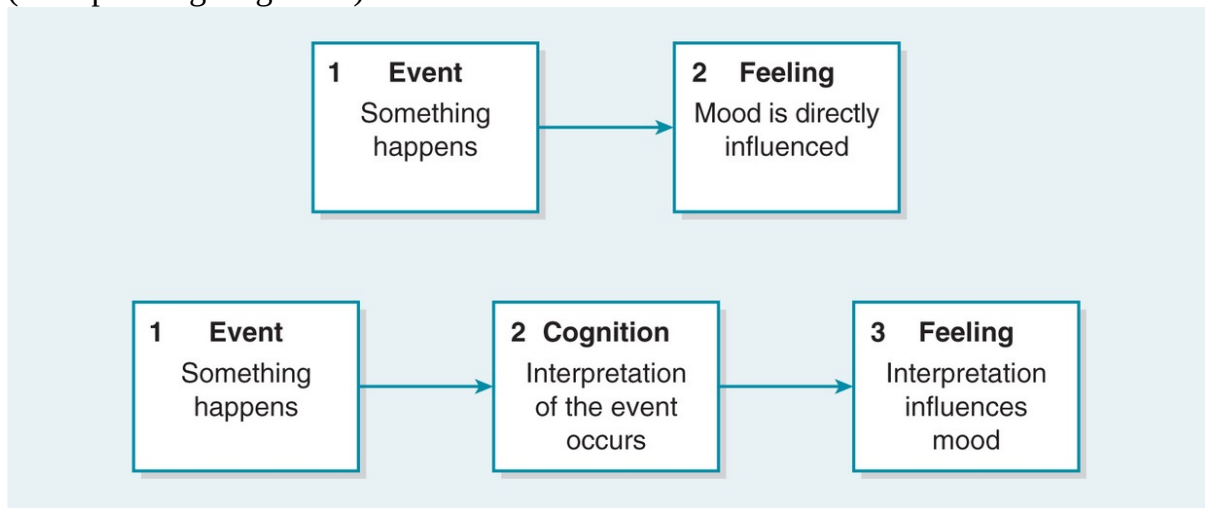 1 Event
Something
happens
2 Feeling
Mood is directly
influenced
1 Event
Something
happens
2 Cognition
Interpretation
of the event
occurs
3 Feeling
Interpretation
influences
mood